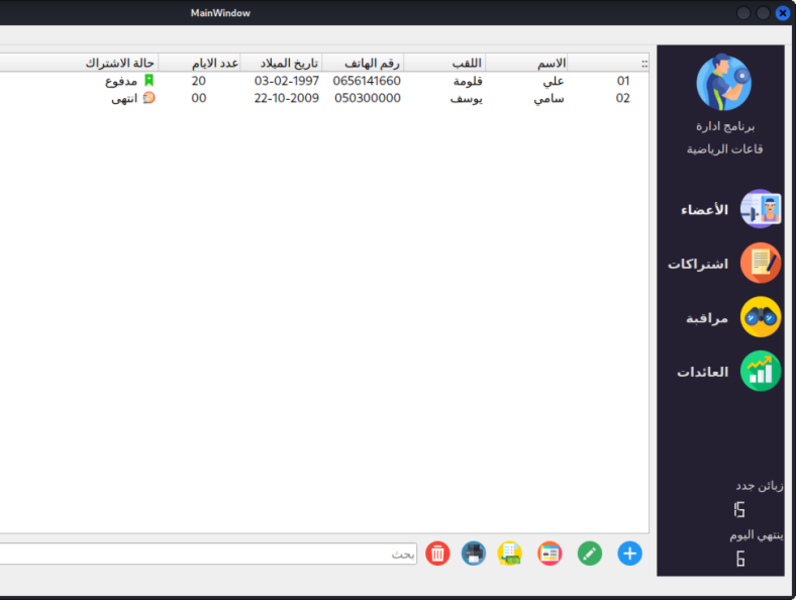 MainWindow
:: الاسم اللقب رقم الهاتف تاريخ الميلاد عدد الايام حالة الاشتراك
01 علي قلومة 0656141660 03-02-1997 20 مدفوع
02 سامي يوسف 050300000 22-10-2009 00 انتهى
برنامج ادارة
قاعات الرياضية
الأعضاء
اشتراكات
مراقبة
العائدات
زبائن جدد
15
ينتهي اليوم
6
بحث